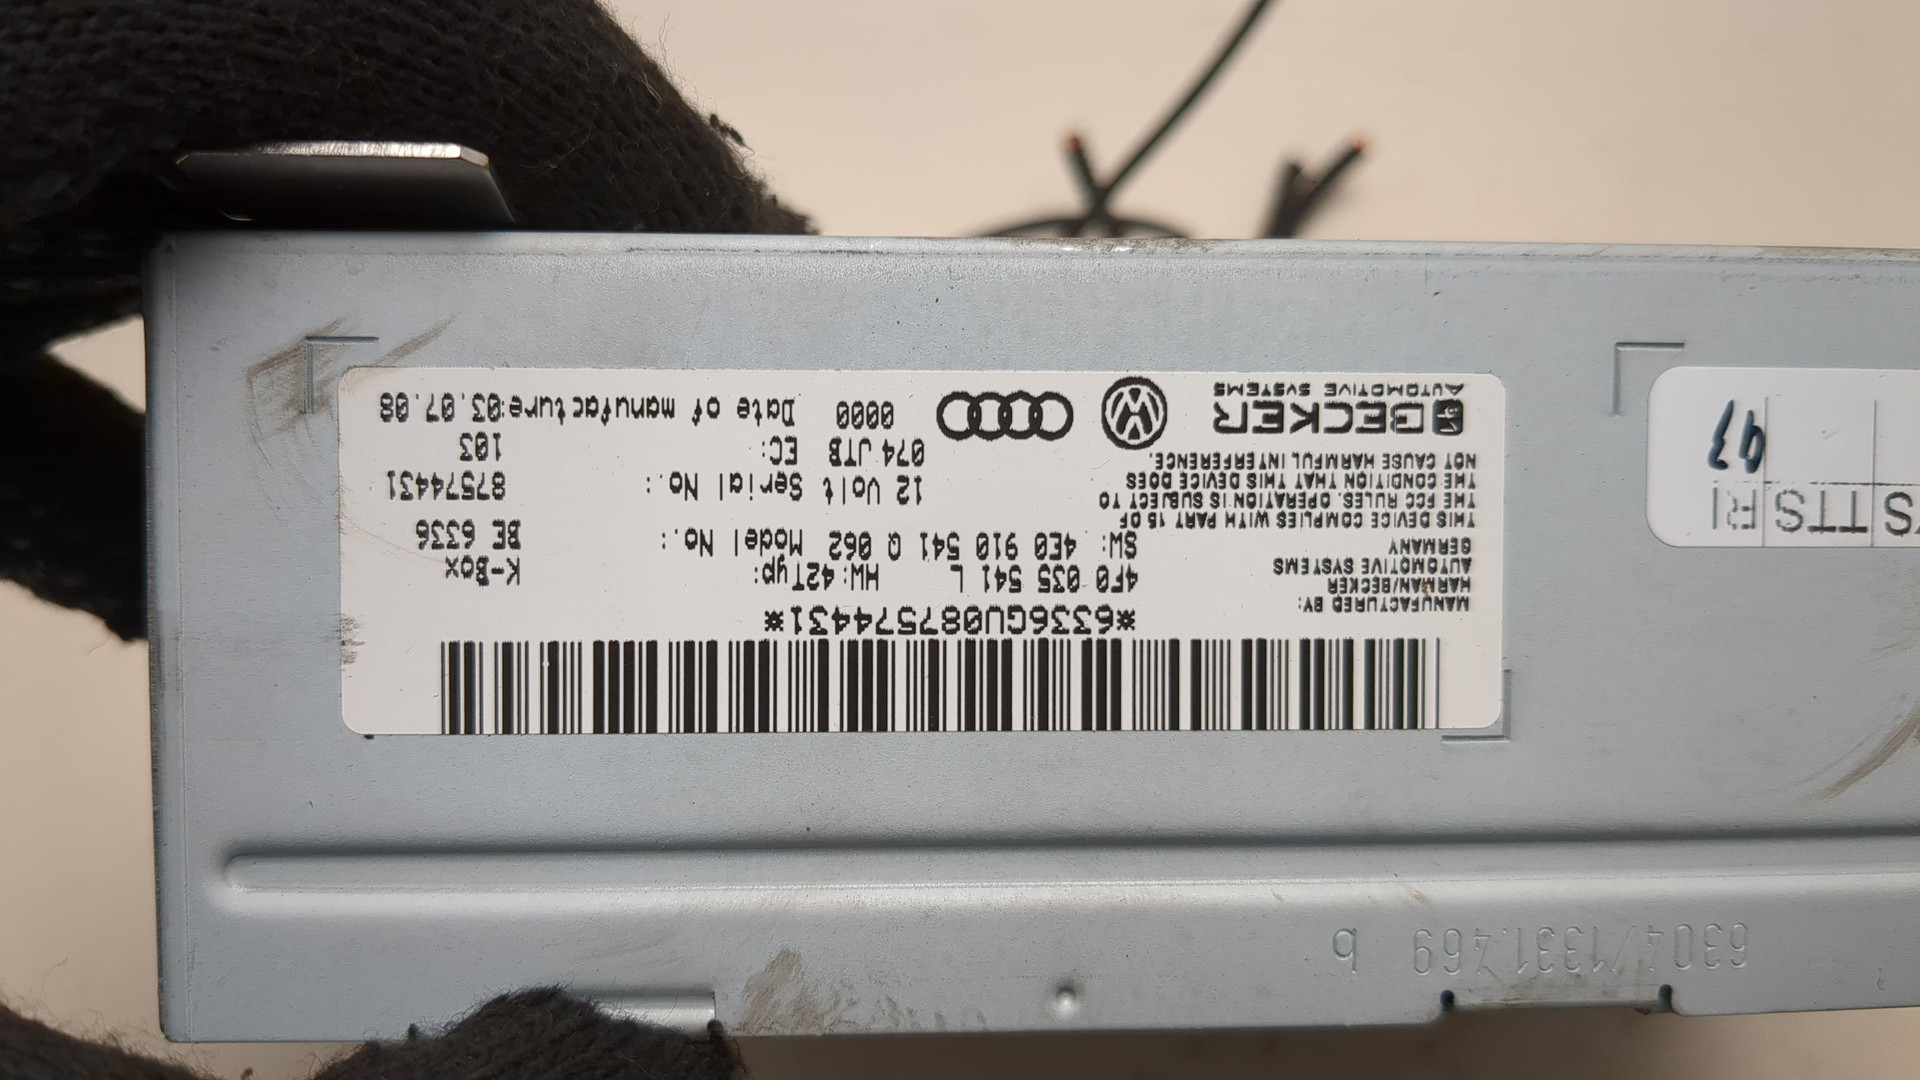 *6336GU087574431*
MANUFACTURED BY:
HARMAN/BECKER
AUTOMOTIVE SYSTEMS
GERMANY
THIS DEVICE COMPLIES WITH PART 15 OF
THE FCC RULES. OPERATION IS SUBJECT TO
THE CONDITION THAT THIS DEVICE DOES
NOT CAUSE HARMFUL INTERFERENCE.
BECKER
AUTOMOTIVE SYSTEMS
4F0 035 541 L HW: 42 Typ: K-Box
SW: 4E0 910 541 Q 062 Model No.: BE 6336
12 Volt Serial No.: 87574431
074 JTB EC: 103
0000 Date of manufacture:03.07.08
6304/1331.469 b